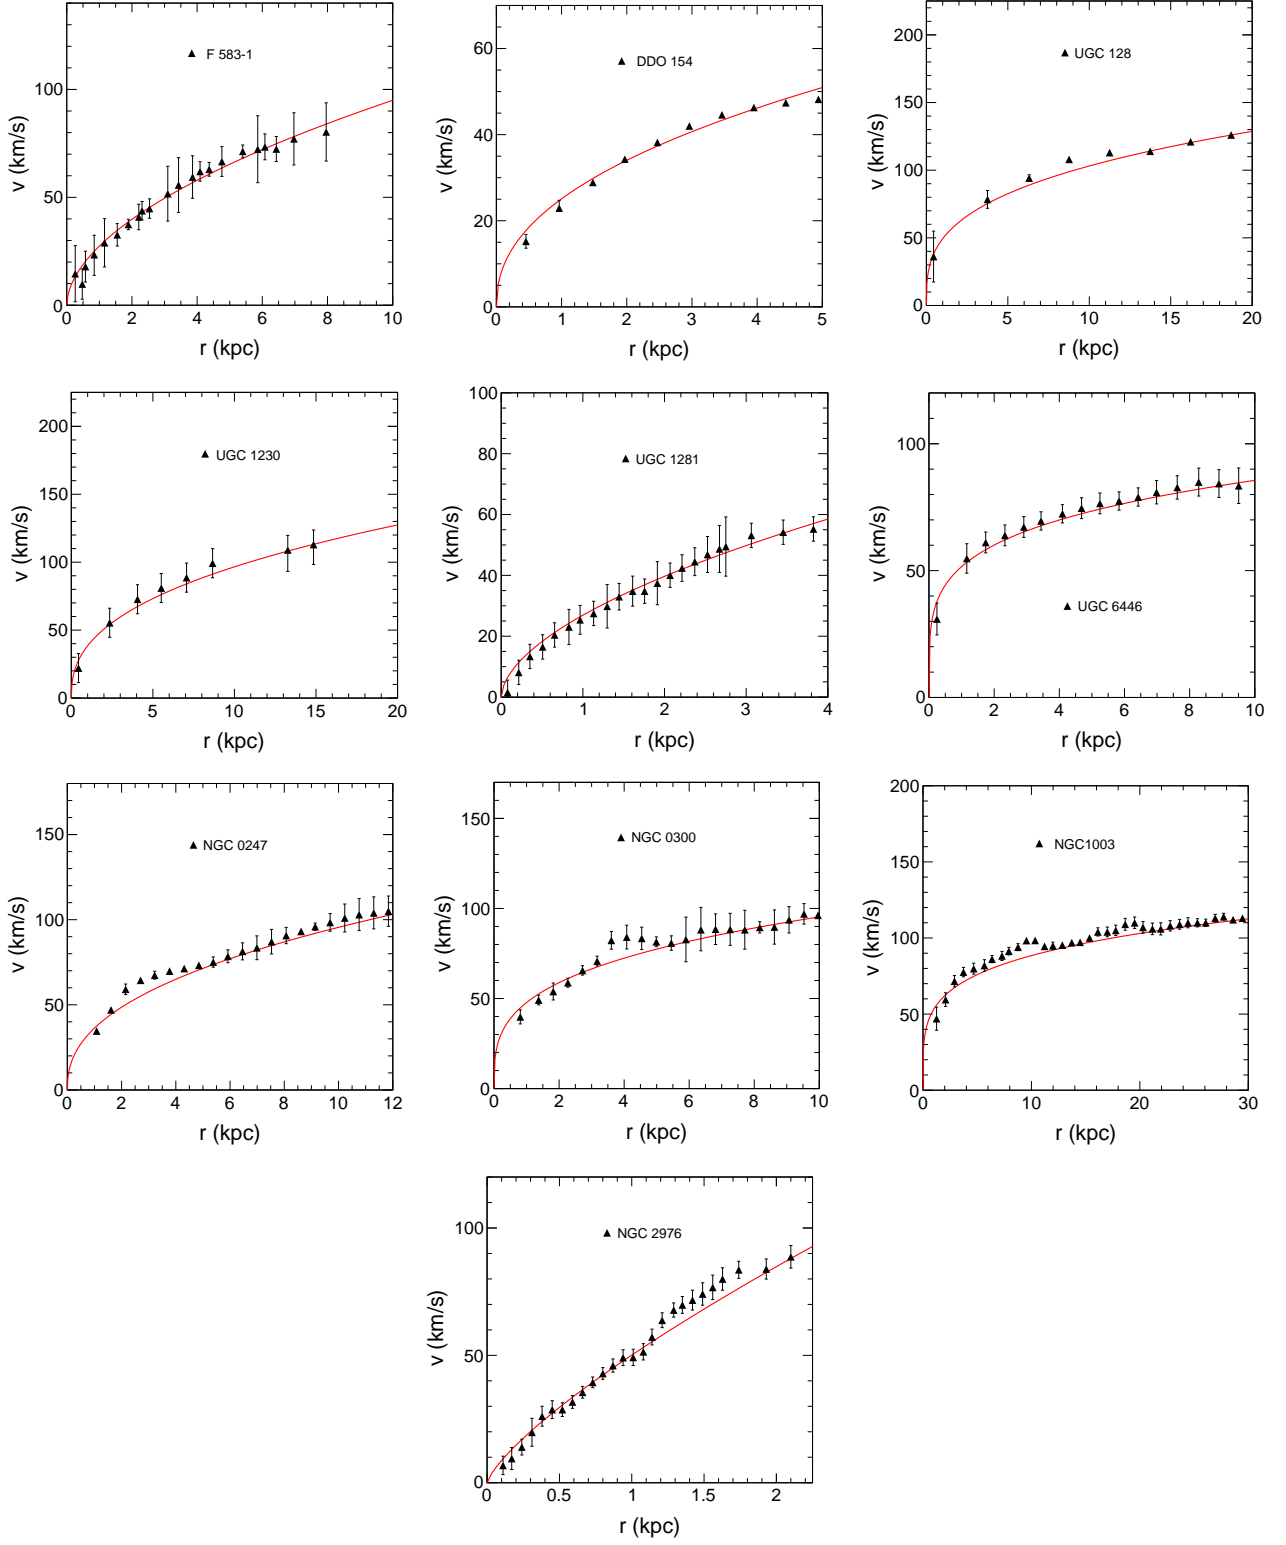 F 583-1
v (km/s)
100
50
0
0 2 4 6 8 10
r (kpc)
DDO 154
v (km/s)
60
40
20
0
0 1 2 3 4 5
r (kpc)
UGC 128
v (km/s)
200
150
100
50
0
0 5 10 15 20
r (kpc)
UGC 1230
v (km/s)
200
150
100
50
0
0 5 10 15 20
r (kpc)
UGC 1281
v (km/s)
100
80
60
40
20
0
0 1 2 3 4
r (kpc)
UGC 6446
v (km/s)
100
50
0
0 2 4 6 8 10
r (kpc)
NGC 0247
v (km/s)
150
100
50
0
0 2 4 6 8 10 12
r (kpc)
NGC 0300
v (km/s)
150
100
50
0
0 2 4 6 8 10
r (kpc)
NGC1003
v (km/s)
200
150
100
50
0
0 10 20 30
r (kpc)
NGC 2976
v (km/s)
100
50
0
0 0.5 1 1.5 2
r (kpc)